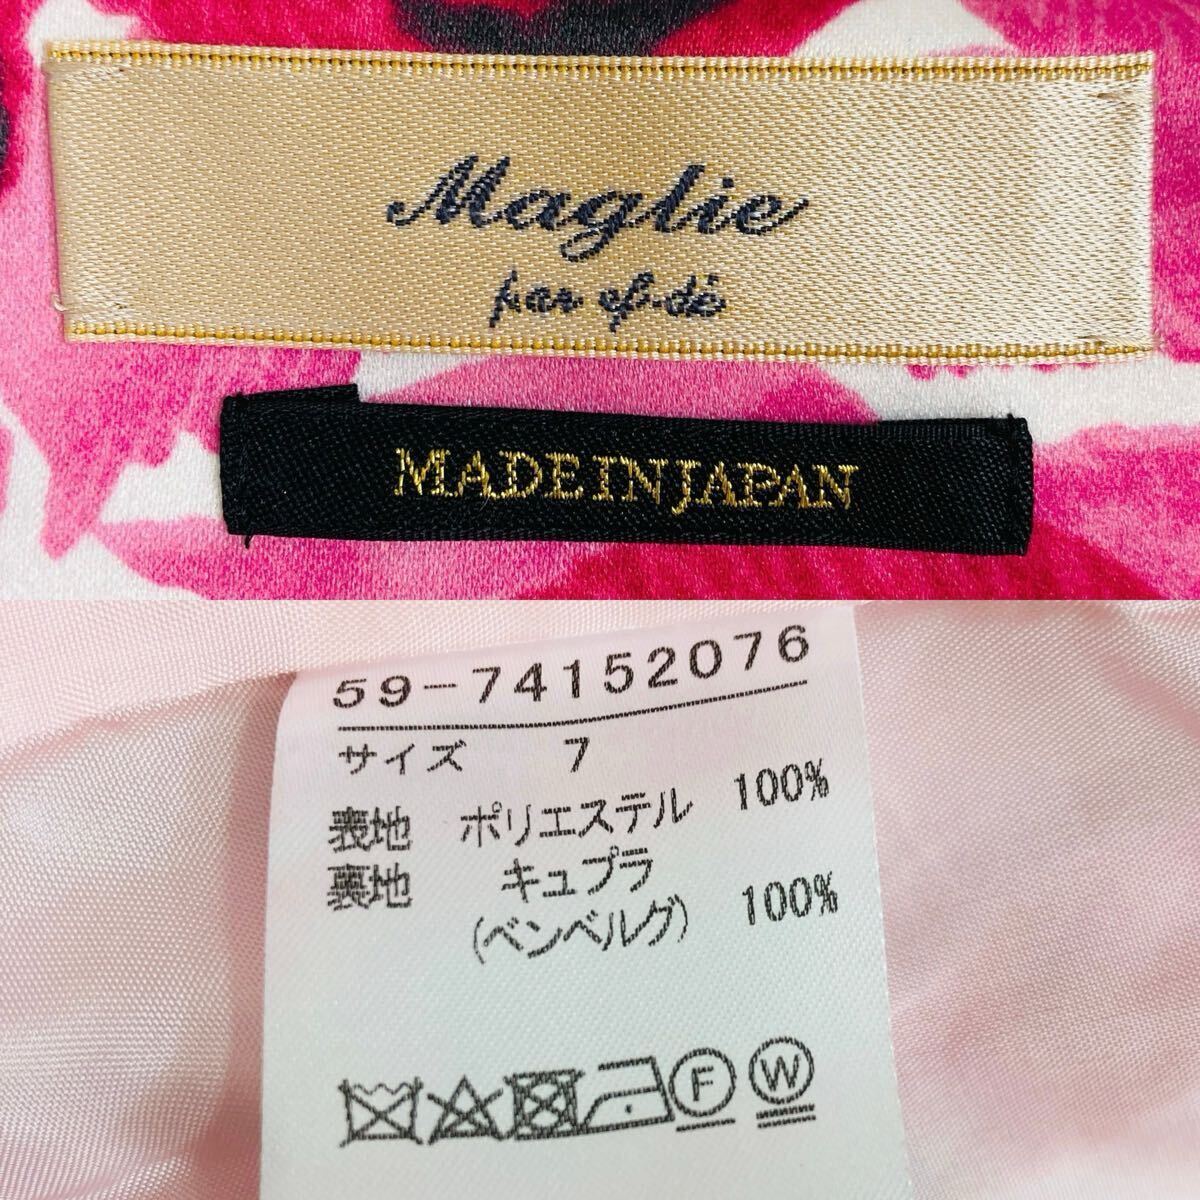 Maglie
par ef-dé
MADE IN JAPAN
59-74152076
サイズ 7
表地 ポリエステル 100%
裏地 キュプラ
(ベンベルグ) 100%
F W